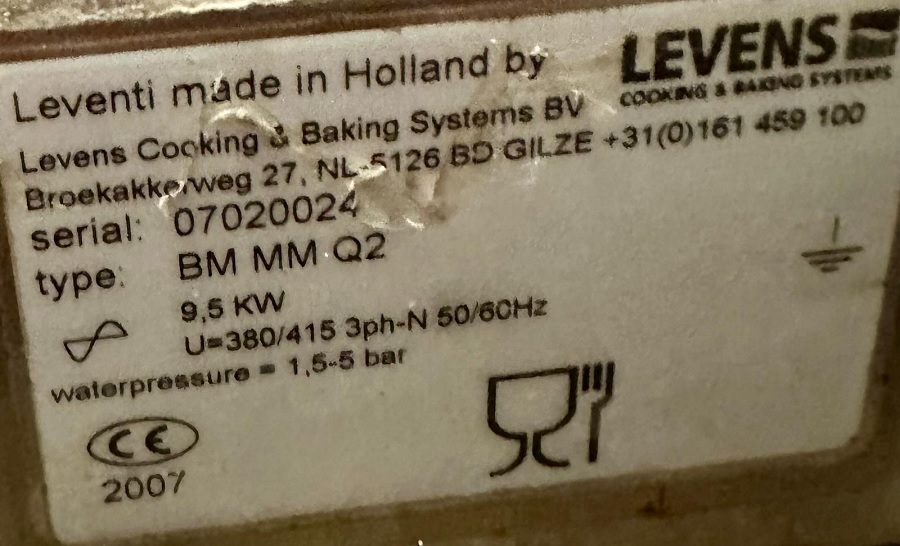 LEVENS
COOKING & BAKING SYSTEMS
Leventi made in Holland by
Levens Cooking & Baking Systems BV
Broekakkerweg 27, NL-5126 BD GILZE +31(0)161 459 100
serial: 07020024
type: BM MM Q2
9,5 KW
U=380/415 3ph-N 50/60Hz
waterpressure = 1,5-5 bar
CE
2007